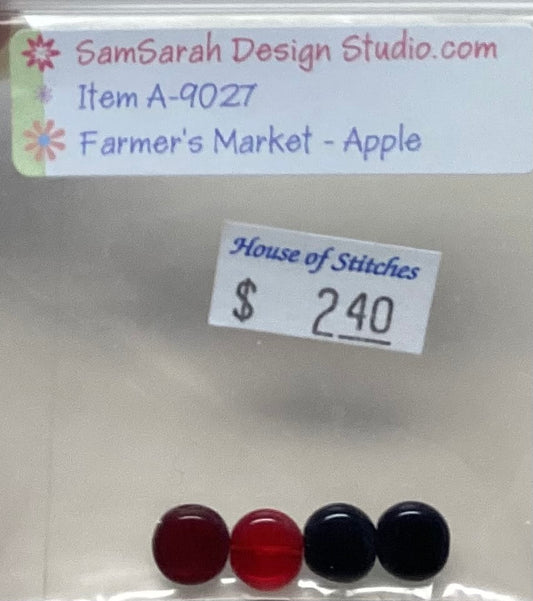 SamSarah Design Studio.com
Item A-9027
Farmer's Market - Apple
House of Stitches
$ 240